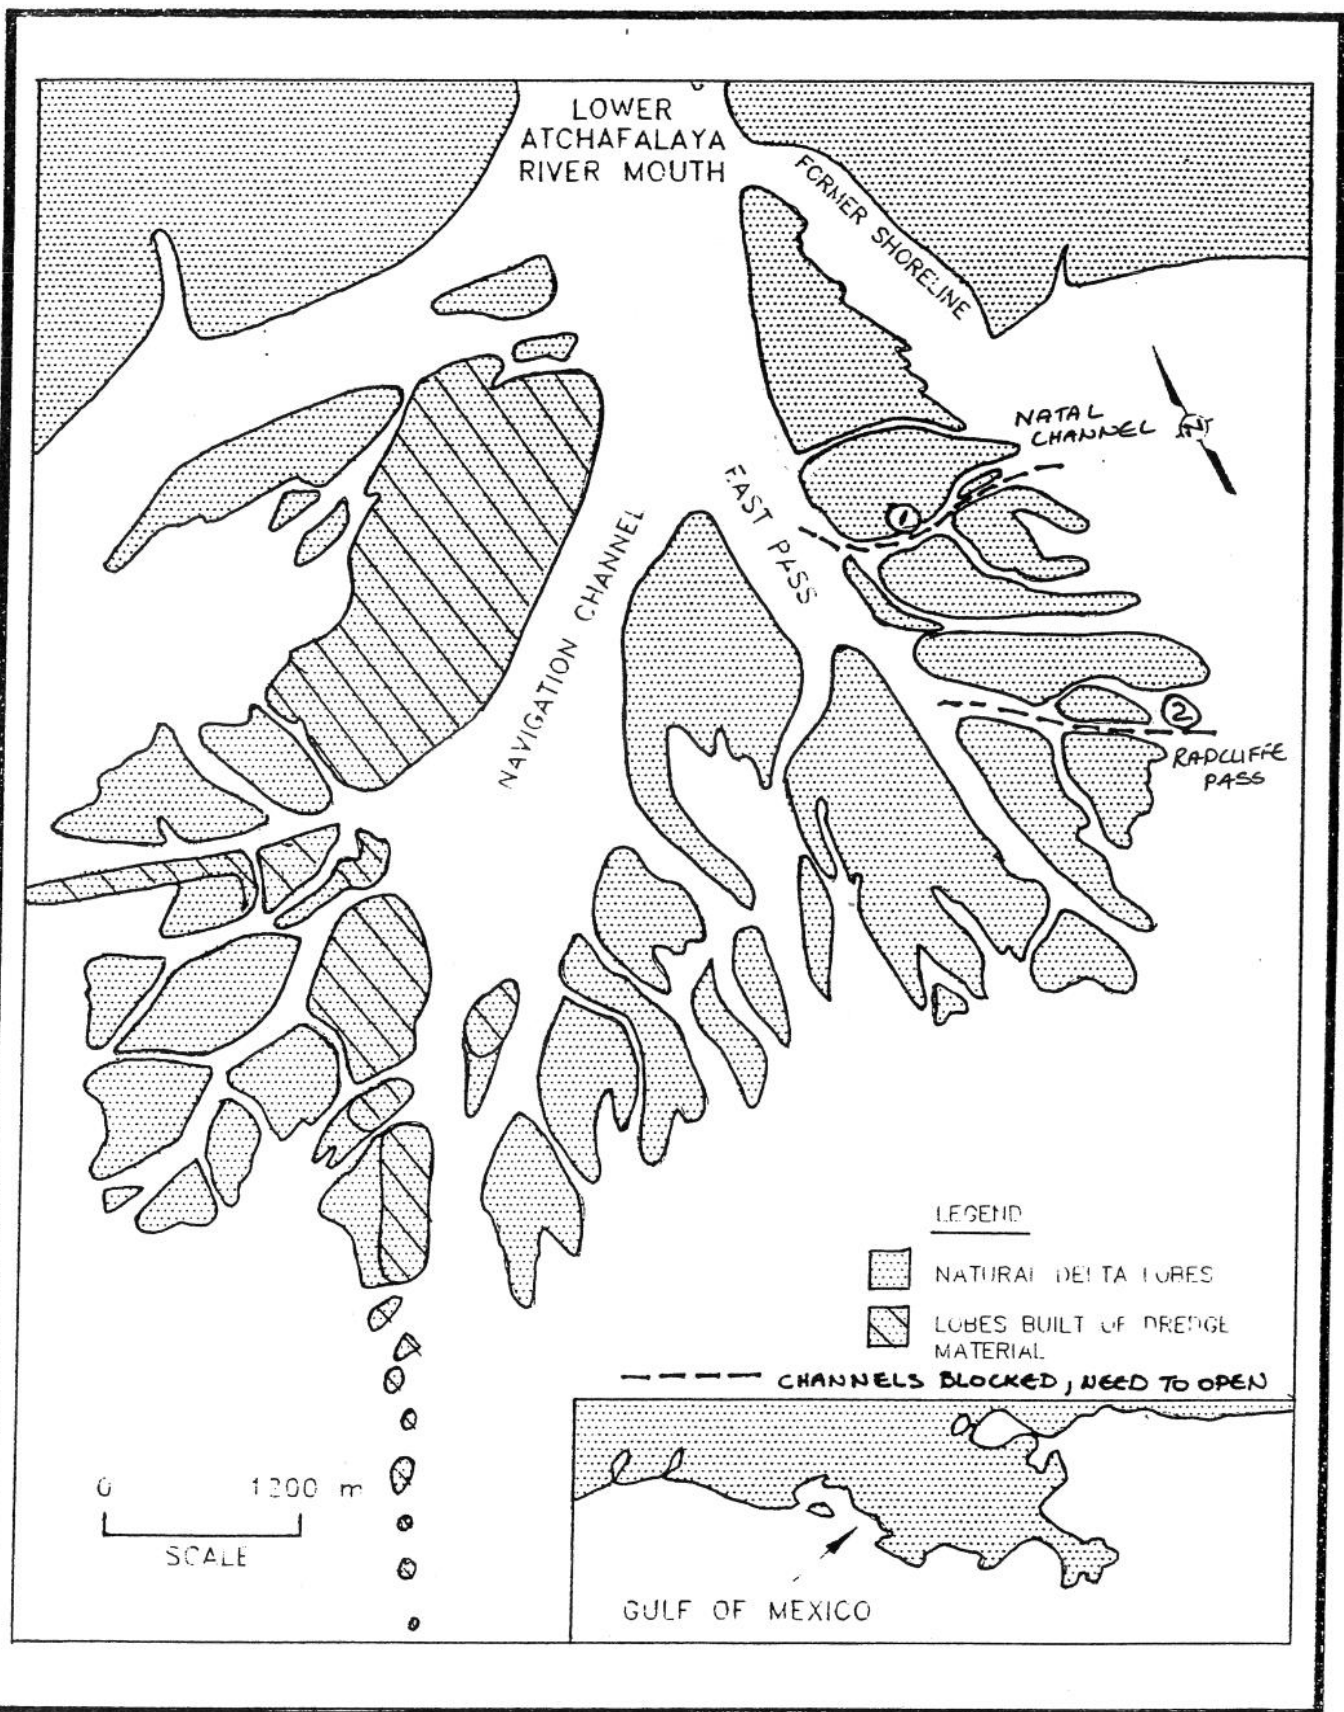 LOWER
ATCHAFALAYA
RIVER MOUTH
FORMER SHORELINE
NATAL
CHANNEL
N
EAST PASS
1
NAVIGATION CHANNEL
2
RADCLIFFE
PASS
LEGEND
NATURAL DELTA LOBES
LOBES BUILT OF DREDGE
MATERIAL
CHANNELS BLOCKED, NEED TO OPEN
0 1200 m
SCALE
GULF OF MEXICO